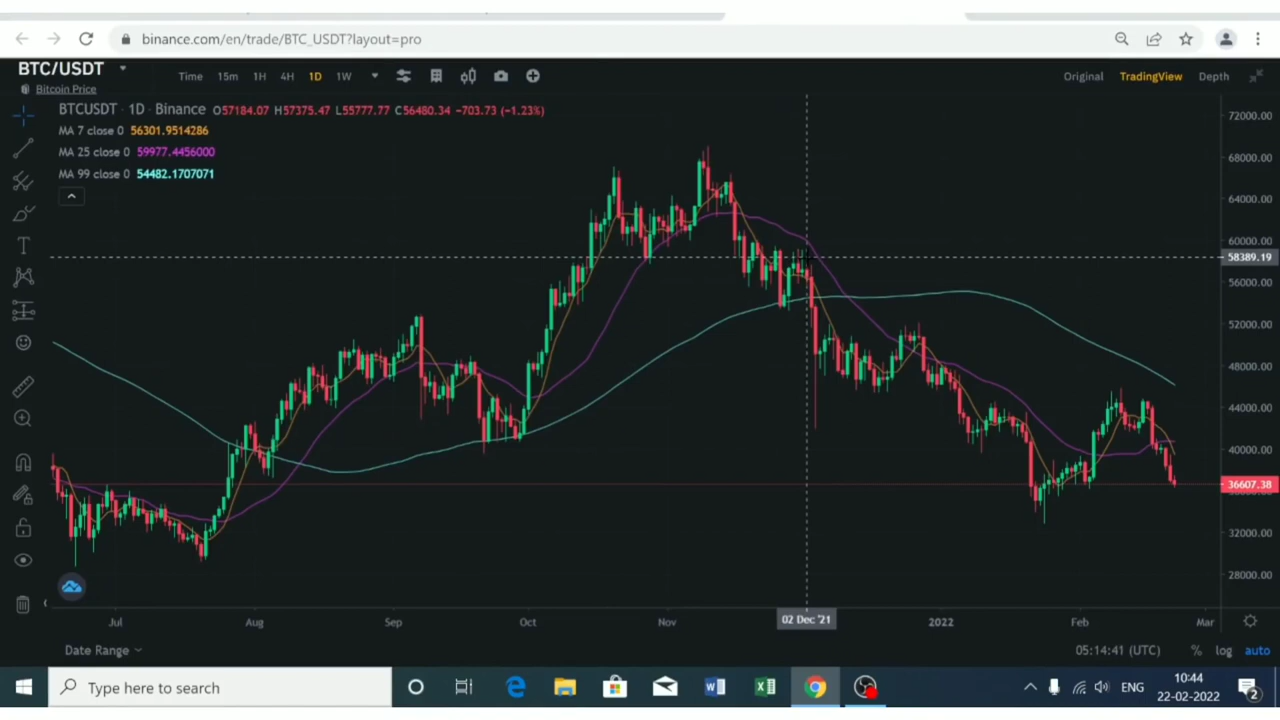 binance.com/en/trade/BTC_USDT?layout=pro
BTC/USDT
Bitcoin Price
Time 15m 1H 4H 1D 1W
Original TradingView Depth
BTCUSDT · 1D · Binance O57184.07 H57375.47 L55777.77 C56480.34 −703.73 (−1.23%)
MA 7 close 0 56301.9514286
MA 25 close 0 59977.4456000
MA 99 close 0 54482.1707071
72000.00
68000.00
64000.00
60000.00
58389.19
56000.00
52000.00
48000.00
44000.00
40000.00
36607.38
32000.00
28000.00
Jul Aug Sep Oct Nov 02 Dec '21 2022 Feb Mar
Date Range
05:14:41 (UTC) % log auto
Type here to search
ENG
10:44
22-02-2022
2